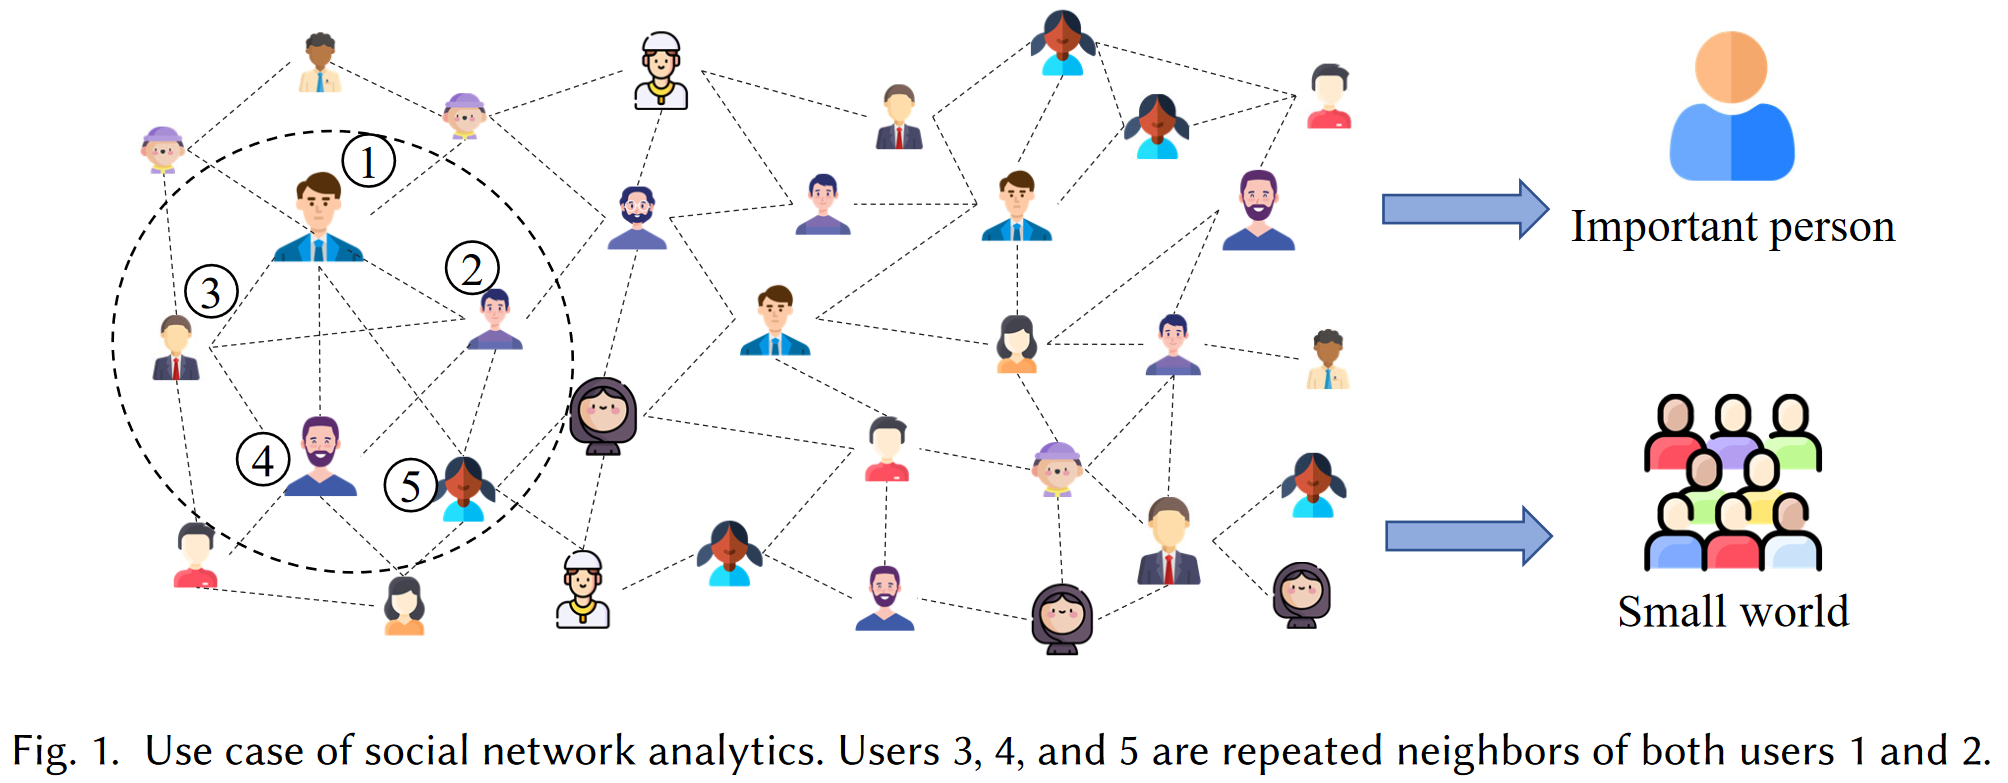 ①
②
③
④
⑤
Important person
Small world
Fig. 1. Use case of social network analytics. Users 3, 4, and 5 are repeated neighbors of both users 1 and 2.